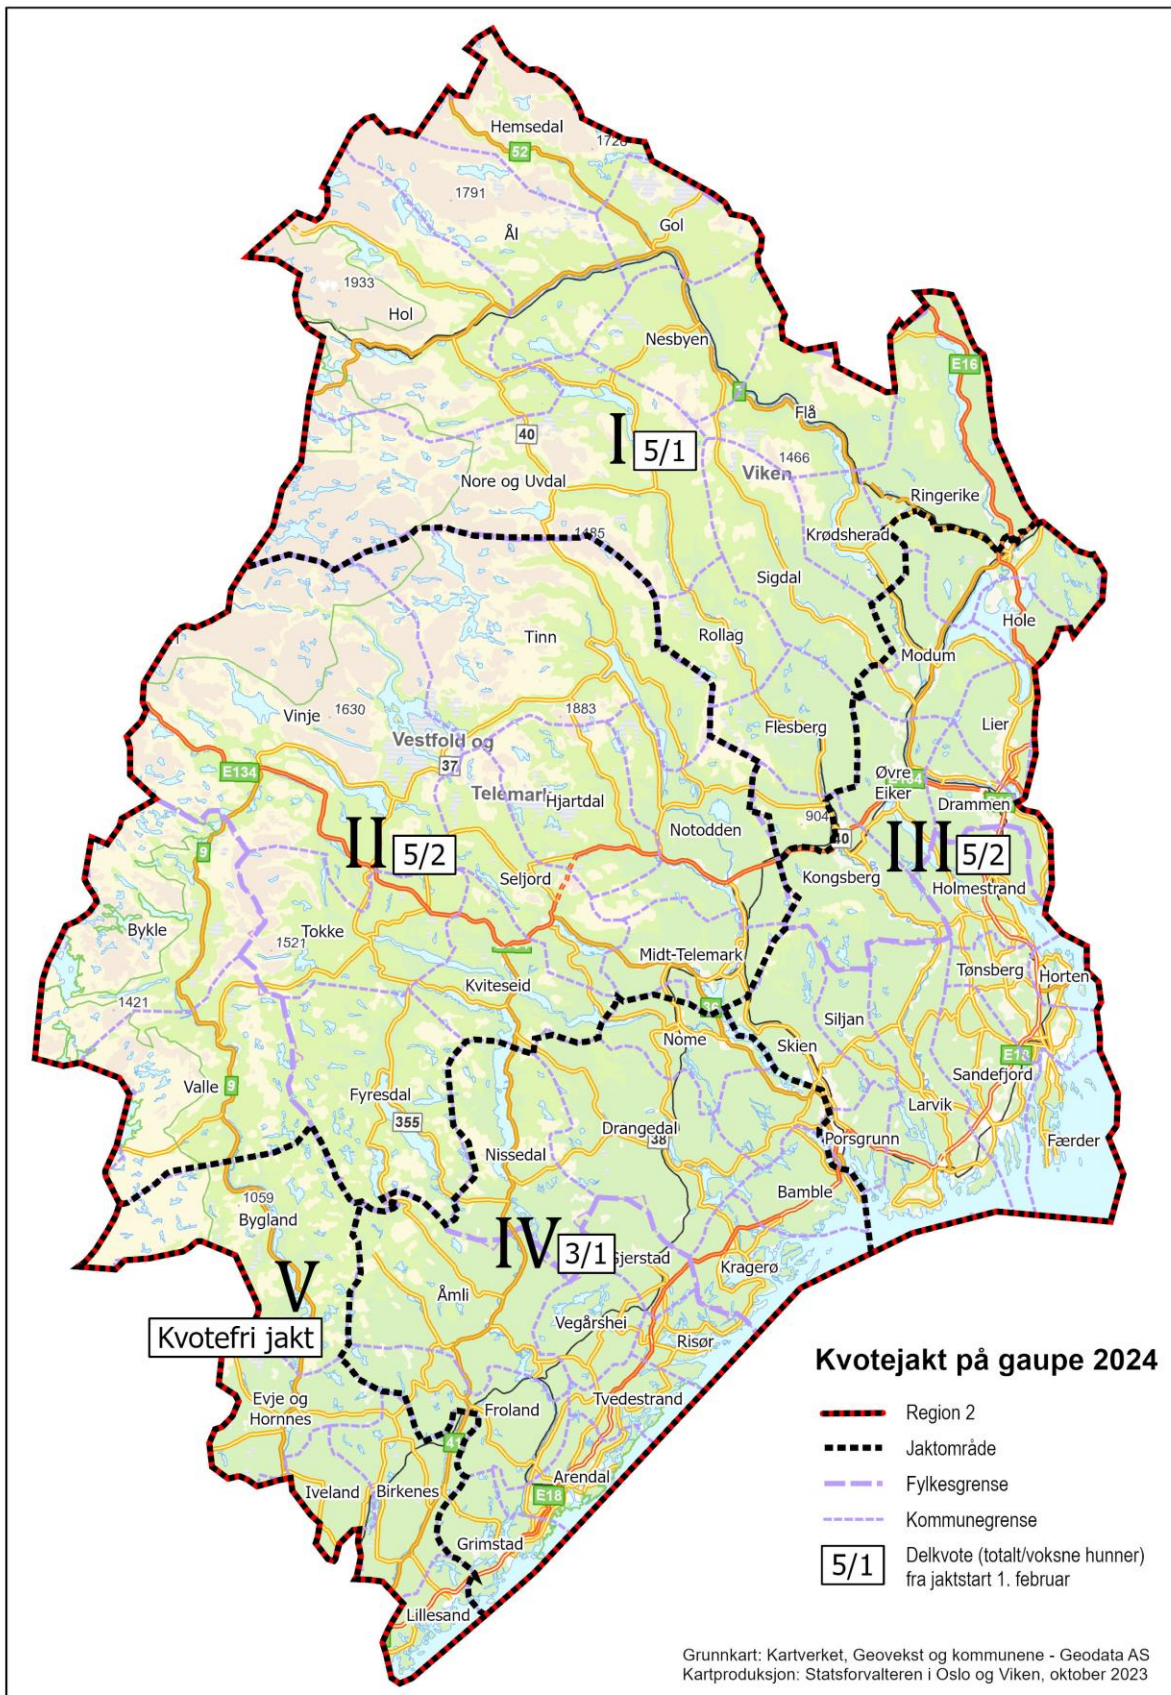 Hemsedal
52
1726
1791
Ål
Gol
1933
Hol
Nesbyen
E16
Flå
I
5/1
40
1466
Viken
Nore og Uvdal
Ringerike
1485
Krødsherad
Sigdal
Tinn
Rollag
Hole
Modum
Vinje
1630
1883
Flesberg
Lier
Vestfold og
37
Telemark
E134
Øvre
Eiker
Drammen
Hjartdal
904
Notodden
40
II
5/2
III
5/2
9
Seljord
Kongsberg
Holmestrand
Bykle
1521
Tokke
Midt-Telemark
Tønsberg
Horten
Kviteseid
1421
36
Siljan
Nome
Skien
E18
Sandefjord
Valle
9
Fyresdal
355
Larvik
Drangedal
38
Porsgrunn
Færder
Nissedal
Bamble
1059
Bygland
IV
3/1
Gjerstad
Kragerø
V
Åmli
Kvotefri jakt
Vegårshei
Risør
Kvotejakt på gaupe 2024
Evje og
Hornnes
Froland
Tvedestrand
Region 2
41
Jaktområde
Arendal
Fylkesgrense
Iveland
Birkenes
E18
Kommunegrense
Grimstad
5/1
Delkvote (totalt/voksne hunner)
fra jaktstart 1. februar
Lillesand
Grunnkart: Kartverket, Geovekst og kommunene - Geodata AS
Kartproduksjon: Statsforvalteren i Oslo og Viken, oktober 2023